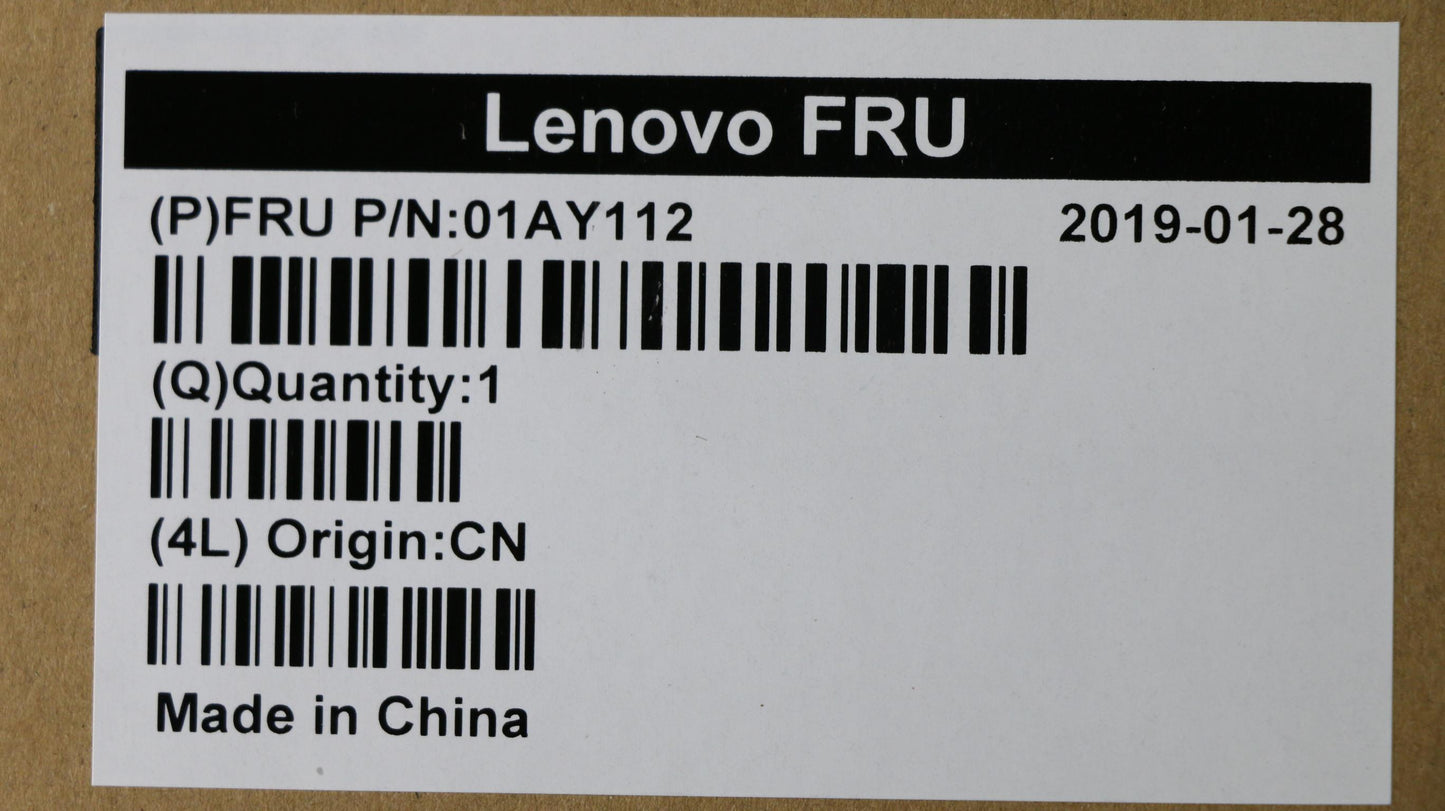 Lenovo FRU
(P)FRU P/N:01AY112 2019-01-28
(Q)Quantity:1
(4L) Origin:CN
Made in China